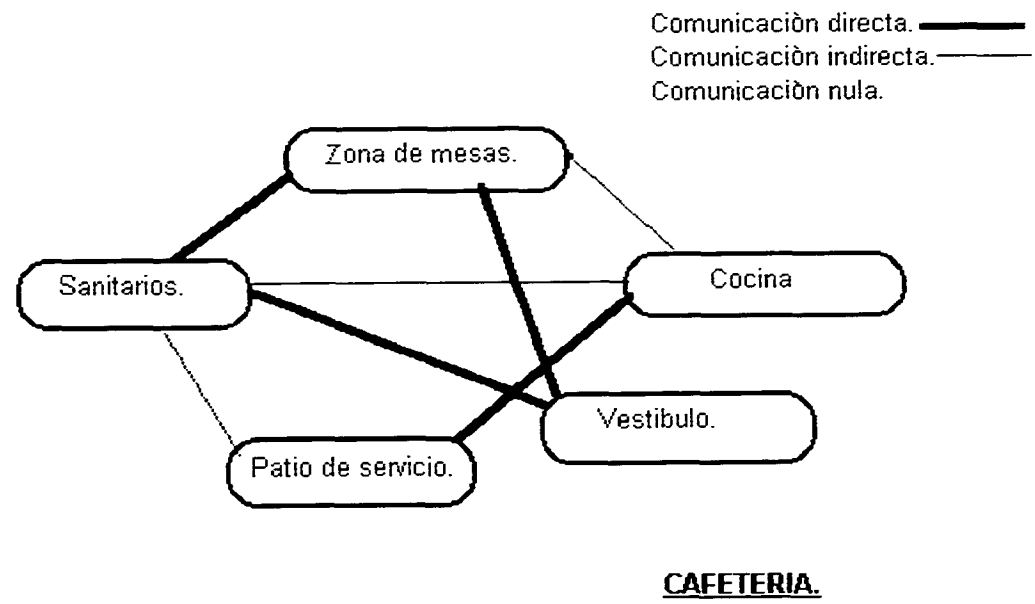 Comunicaciòn directa.
Comunicaciòn indirecta.
Comunicaciòn nula.
Zona de mesas.
Sanitarios.
Cocina
Vestibulo.
Patio de servicio.
CAFETERIA.